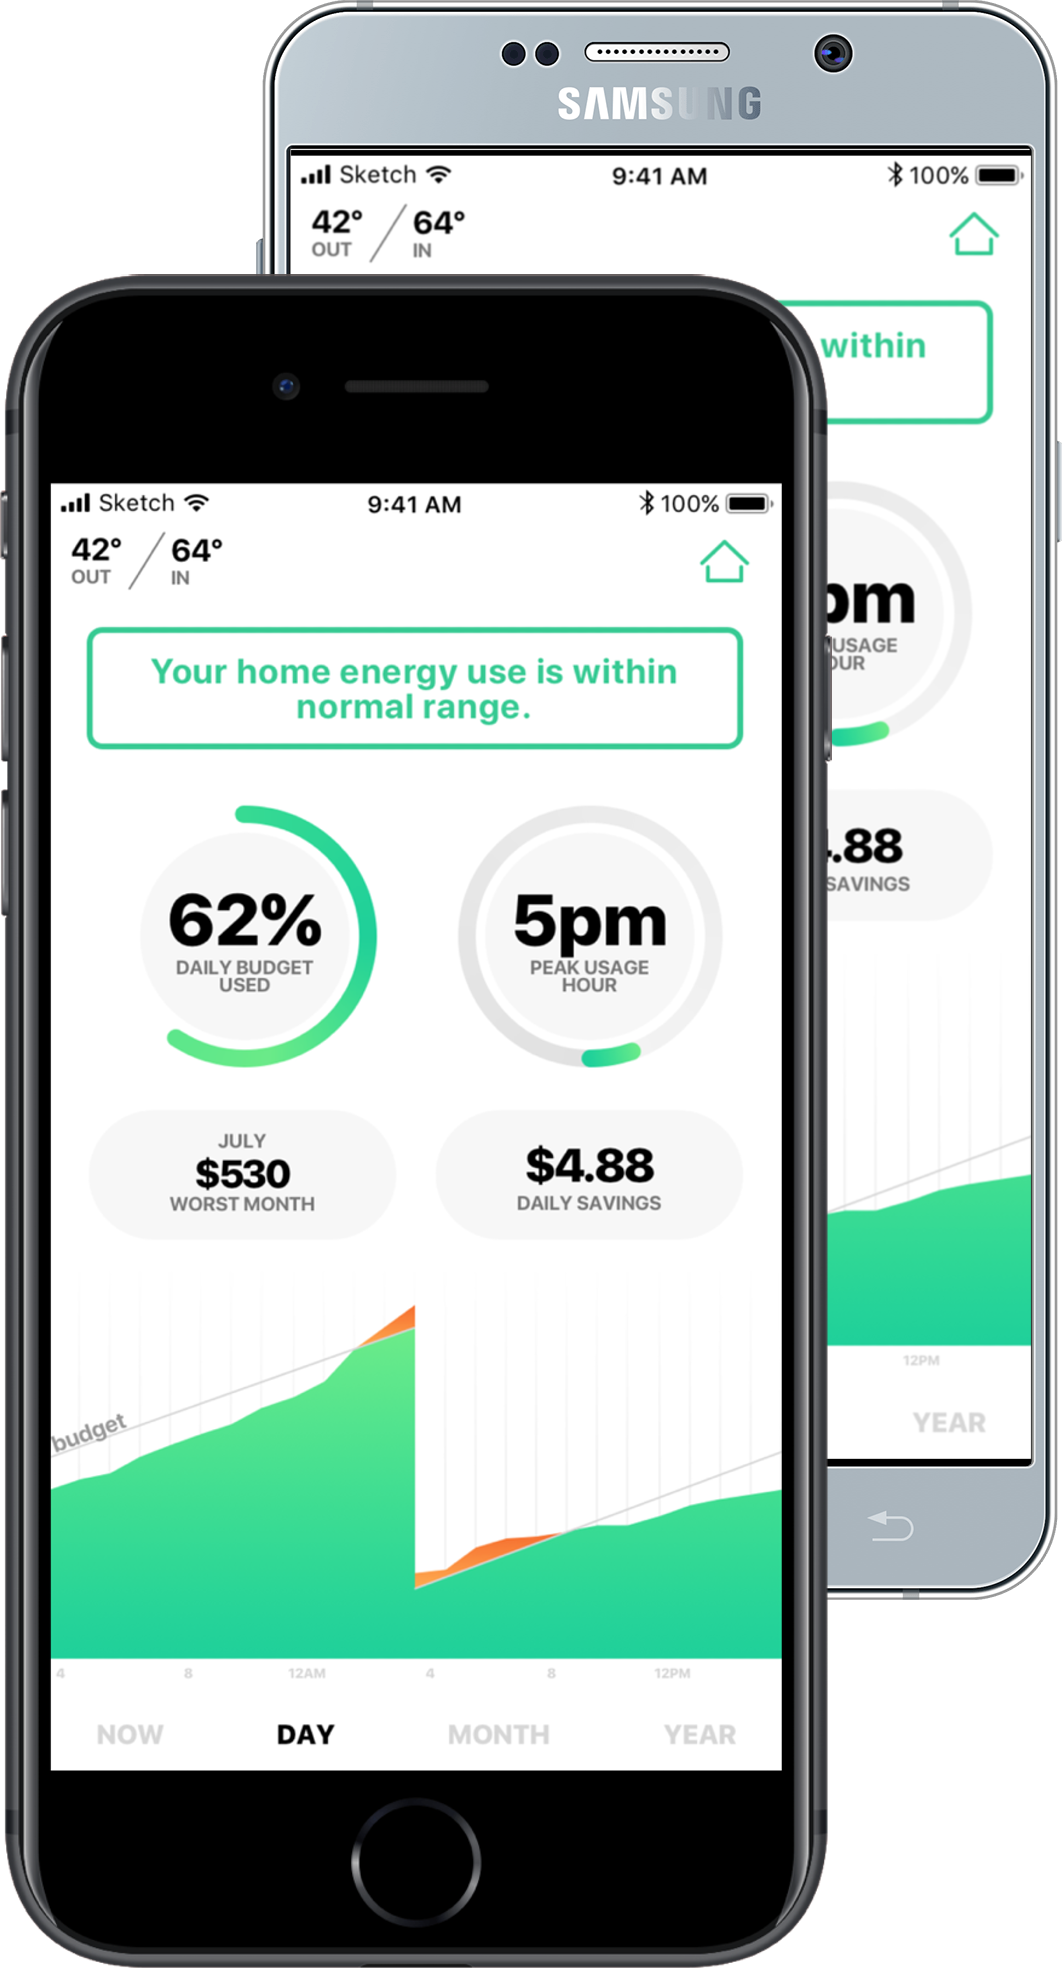 SAMSUNG
Sketch 9:41 AM 100%
42° 64°
OUT IN
within
pm
USAGE
OUR
.88
SAVINGS
12PM
YEAR
Sketch 9:41 AM 100%
42° 64°
OUT IN
Your home energy use is within
normal range.
62%
DAILY BUDGET
USED
5pm
PEAK USAGE
HOUR
JULY
$530
WORST MONTH
$4.88
DAILY SAVINGS
budget
4 8 12AM 4 8 12PM
NOW DAY MONTH YEAR